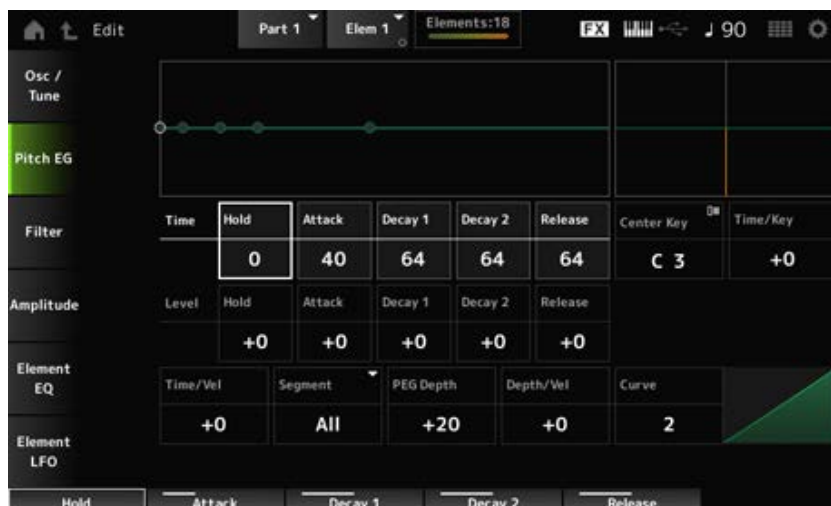 Edit Part 1 Elem 1 Elements:18 FX 90
Osc /
Tune
Pitch EG
Filter
Amplitude
Element
EQ
Element
LFO
Time Hold Attack Decay 1 Decay 2 Release Center Key Time/Key
0 40 64 64 64 C 3 +0
Level Hold Attack Decay 1 Decay 2 Release
+0 +0 +0 +0 +0
Time/Vel Segment PEG Depth Depth/Vel Curve
+0 All +20 +0 2
Hold Attack Decay 1 Decay 2 Release